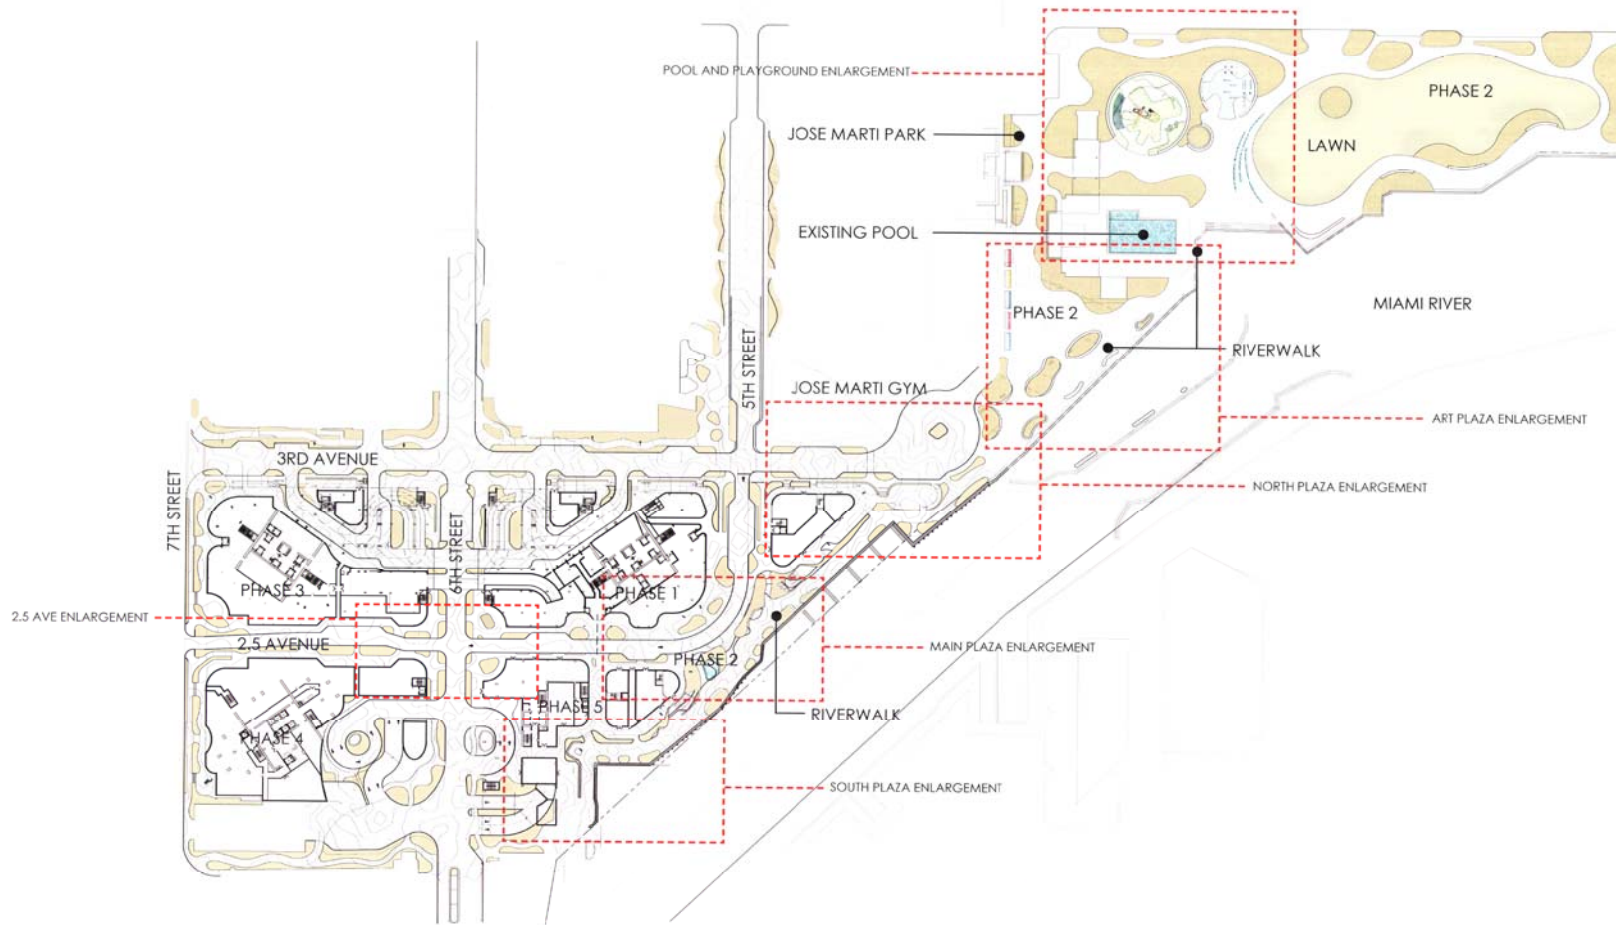 POOL AND PLAYGROUND ENLARGEMENT
PHASE 2
JOSE MARTI PARK
LAWN
EXISTING POOL
MIAMI RIVER
PHASE 2
5TH STREET
RIVERWALK
JOSE MARTI GYM
ART PLAZA ENLARGEMENT
3RD AVENUE
7TH STREET
NORTH PLAZA ENLARGEMENT
6TH STREET
PHASE 3
PHASE 1
2.5 AVE ENLARGEMENT
2.5 AVENUE
MAIN PLAZA ENLARGEMENT
PHASE 2
PHASE 5
RIVERWALK
PHASE 4
SOUTH PLAZA ENLARGEMENT